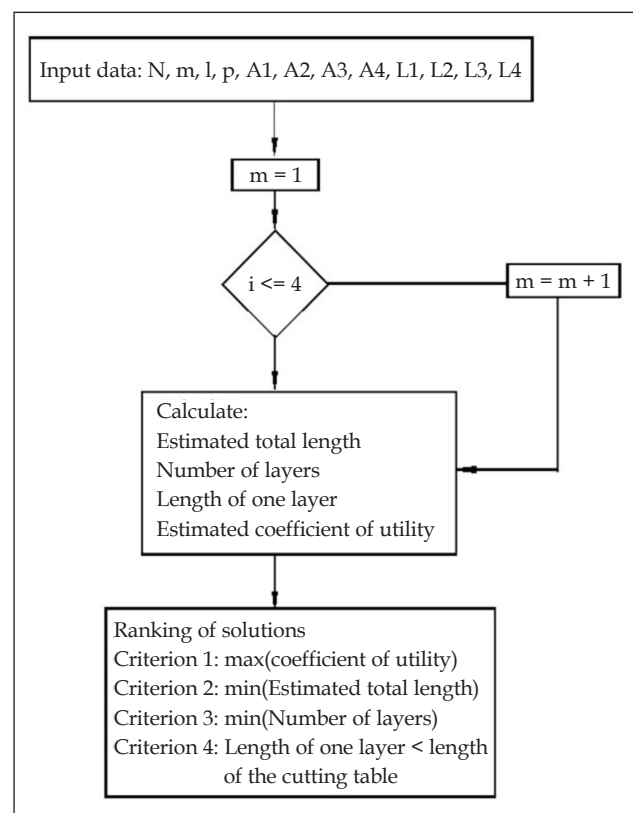 Input data: N, m, l, p, A1, A2, A3, A4, L1, L2, L3, L4
m = 1
i <= 4
m = m + 1
Calculate:
Estimated total length
Number of layers
Length of one layer
Estimated coefficient of utility
Ranking of solutions
Criterion 1: max(coefficient of utility)
Criterion 2: min(Estimated total length)
Criterion 3: min(Number of layers)
Criterion 4: Length of one layer < length
of the cutting table